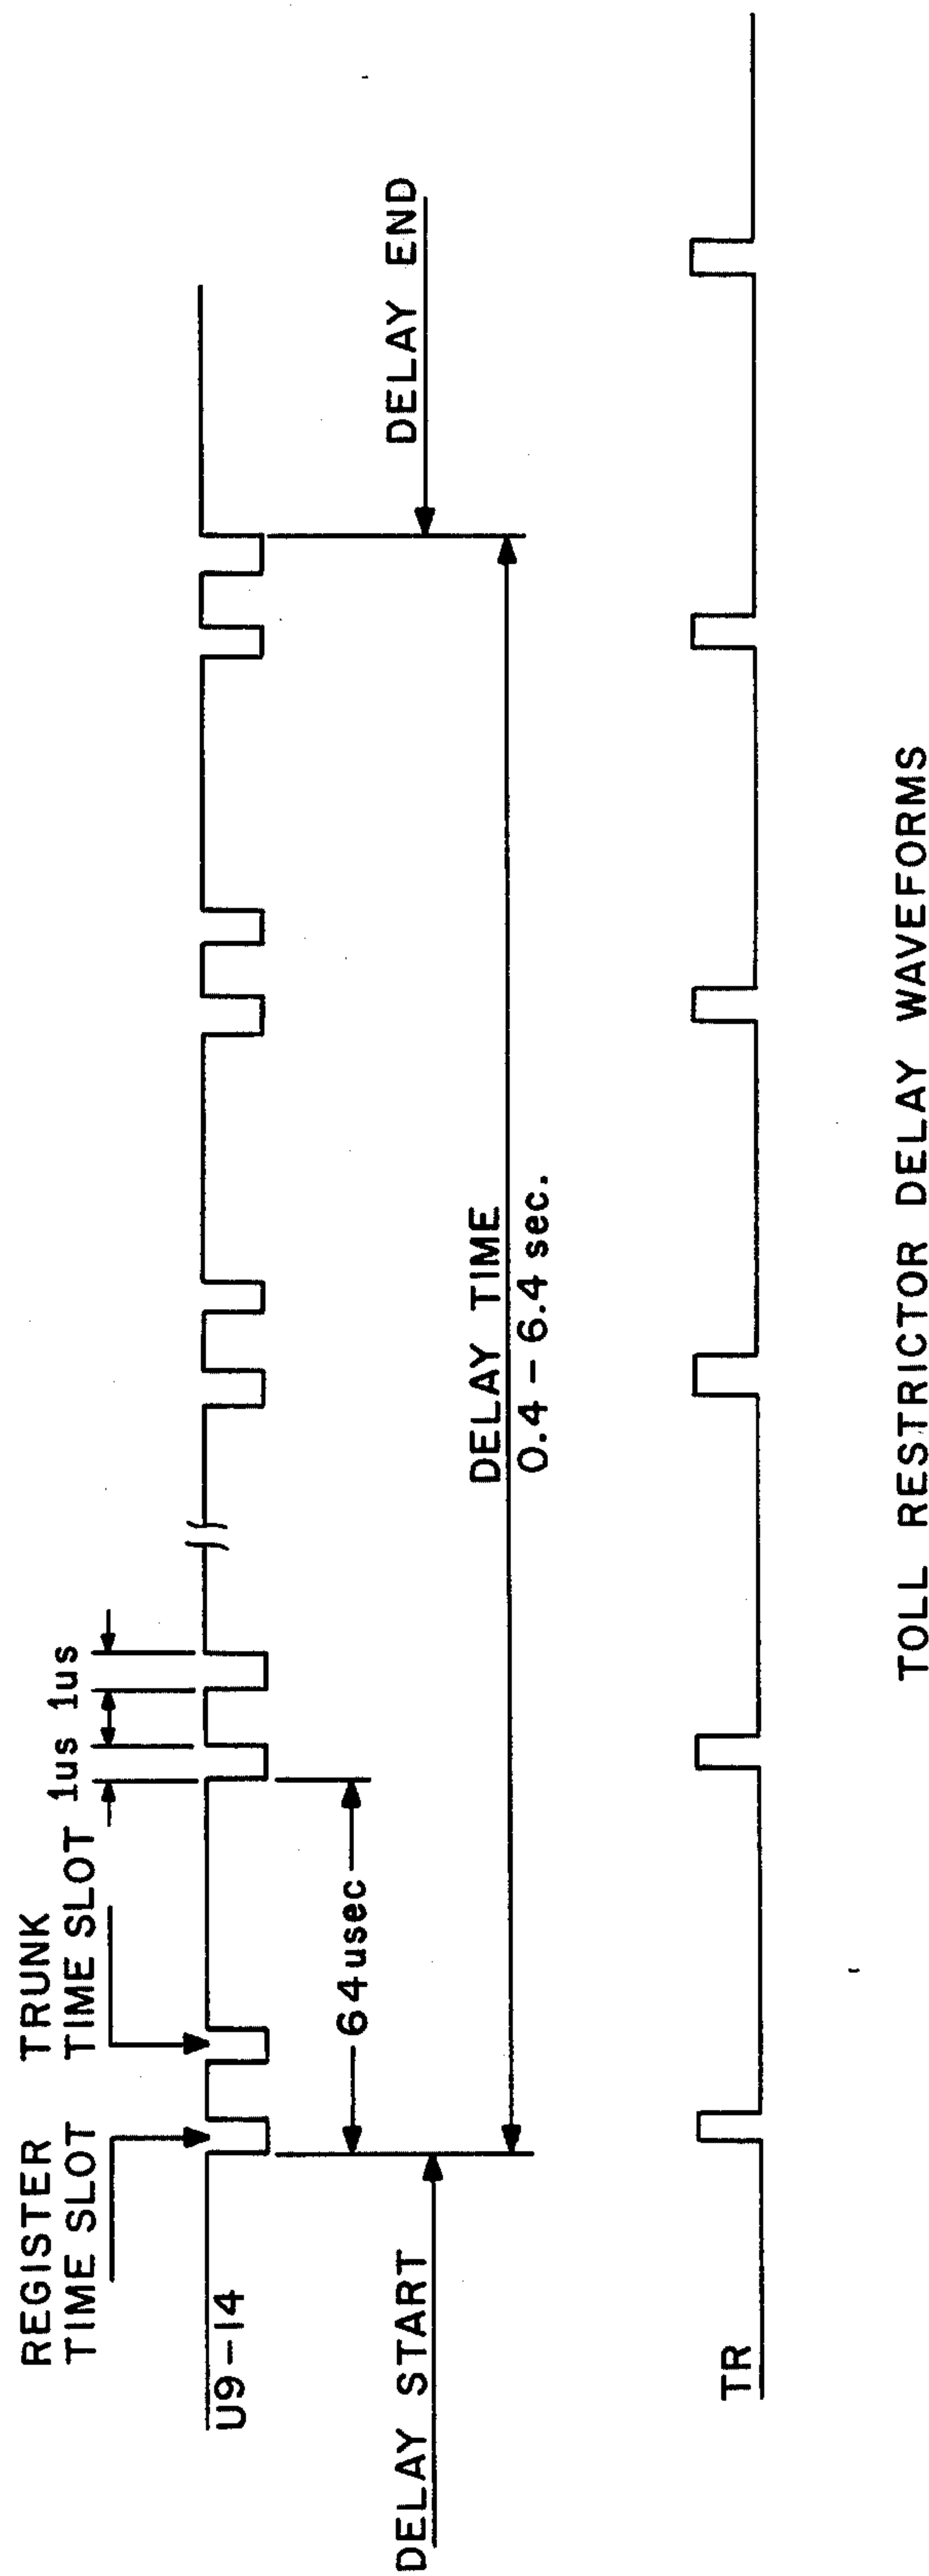 REGISTER
TIME SLOT
TRUNK
TIME SLOT
1us
1us
U9-14
64usec
DELAY START
DELAY END
DELAY TIME
0.4 - 6.4 sec.
TR
TOLL RESTRICTOR DELAY WAVEFORMS